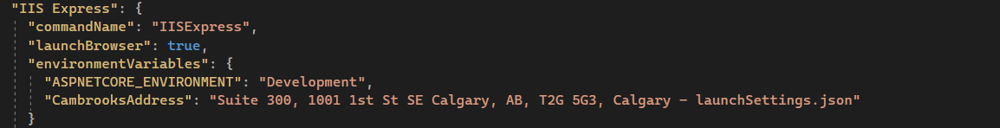 "IIS Express": {
"commandName": "IISExpress",
"launchBrowser": true,
"environmentVariables": {
"ASPNETCORE_ENVIRONMENT": "Development",
"CambrooksAddress": "Suite 300, 1001 1st St SE Calgary, AB, T2G 5G3, Calgary - launchSettings.json"
}